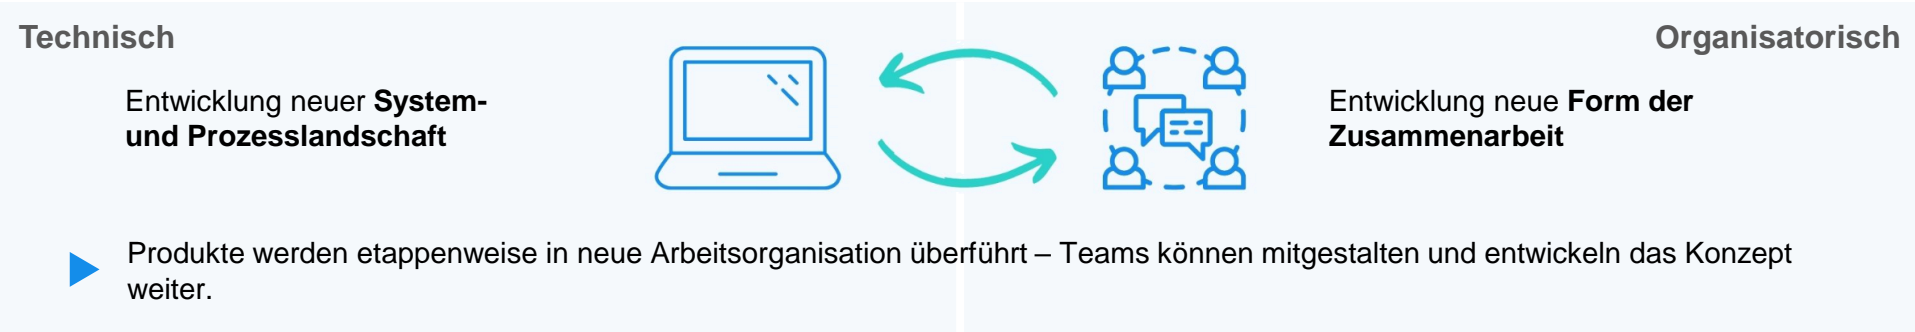 Technisch
Organisatorisch
Entwicklung neuer System-
und Prozesslandschaft
Entwicklung neue Form der
Zusammenarbeit
Produkte werden etappenweise in neue Arbeitsorganisation überführt – Teams können mitgestalten und entwickeln das Konzept
weiter.